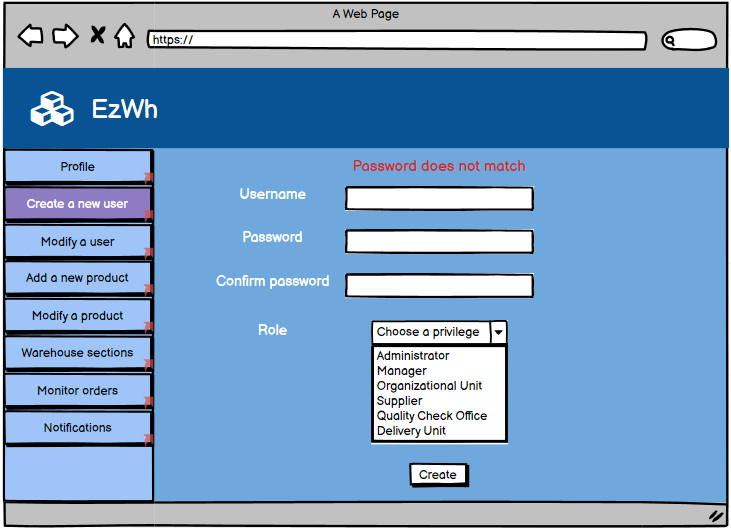 A Web Page
https://
EzWh
Profile
Create a new user
Modify a user
Add a new product
Modify a product
Warehouse sections
Monitor orders
Notifications
Password does not match
Username
Password
Confirm password
Role
Choose a privilege
Administrator
Manager
Organizational Unit
Supplier
Quality Check Office
Delivery Unit
Create